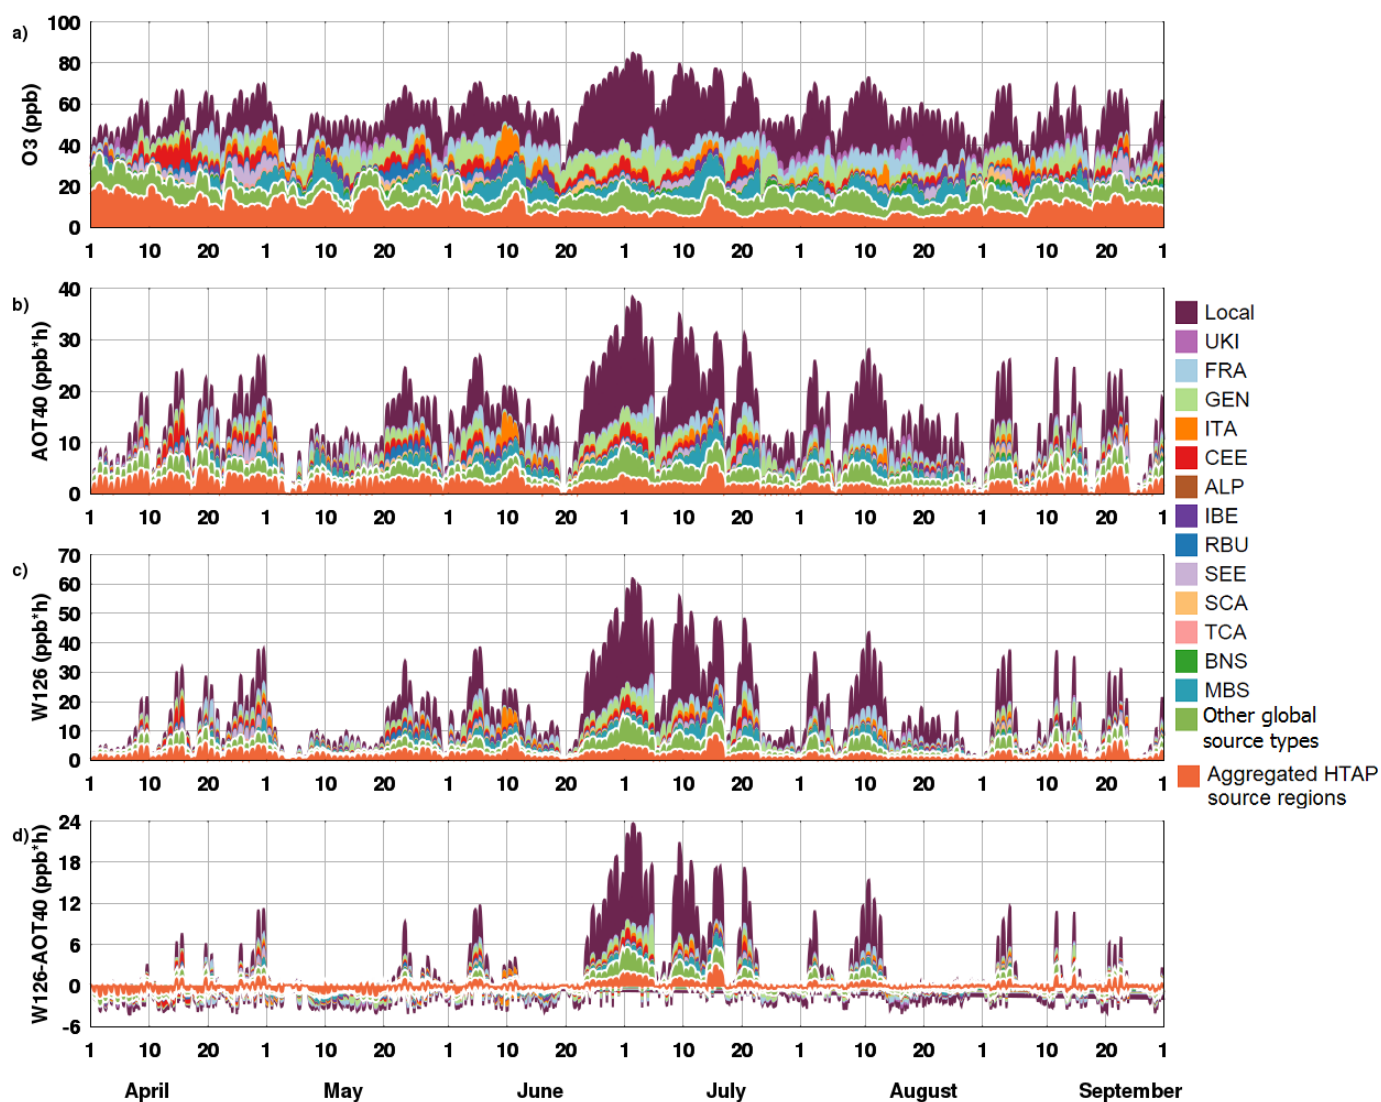 a)
O3 (ppb)
100
80
60
40
20
0
1 10 20 1 10 20 1 10 20 1 10 20 1 10 20 1 10 20 1
b)
AOT40 (ppb*h)
40
30
20
10
0
1 10 20 1 10 20 1 10 20 1 10 20 1 10 20 1 10 20 1
c)
W126 (ppb*h)
70
60
50
40
30
20
10
0
1 10 20 1 10 20 1 10 20 1 10 20 1 10 20 1 10 20 1
d)
W126-AOT40 (ppb*h)
24
18
12
6
0
-6
1 10 20 1 10 20 1 10 20 1 10 20 1 10 20 1 10 20 1
April May June July August September
Local
UKI
FRA
GEN
ITA
CEE
ALP
IBE
RBU
SEE
SCA
TCA
BNS
MBS
Other global
source types
Aggregated HTAP
source regions